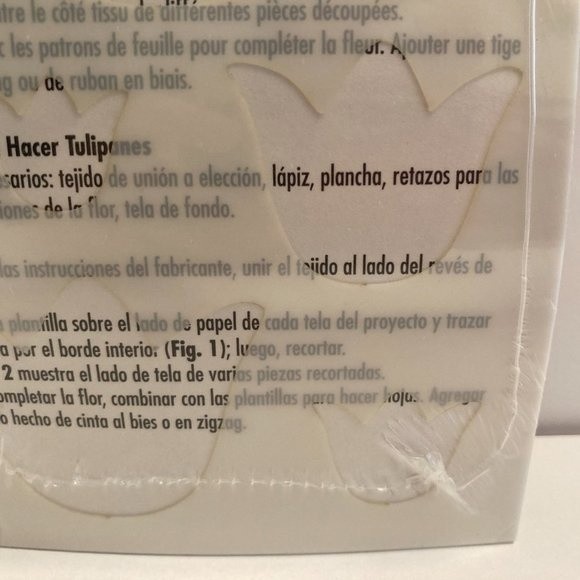 tre le côté tissu de différentes pièces découpées.
c les patrons de feuille pour compléter la fleur. Ajouter une tige
g ou de ruban en biais.
Hacer Tulipanes
sarios: tejido de unión a elección, lápiz, plancha, retazos para las
iones de la flor, tela de fondo.
las instrucciones del fabricante, unir el tejido al lado del revés de
plantilla sobre el lado de papel de cada tela del proyecto y trazar
a por el borde interior (Fig. 1); luego, recortar.
2 muestra el lado de tela de varias piezas recortadas.
ompletar la flor, combinar con las plantillas para hacer hojas. Agregar
o hecho de cinta al bies o en zigzag.